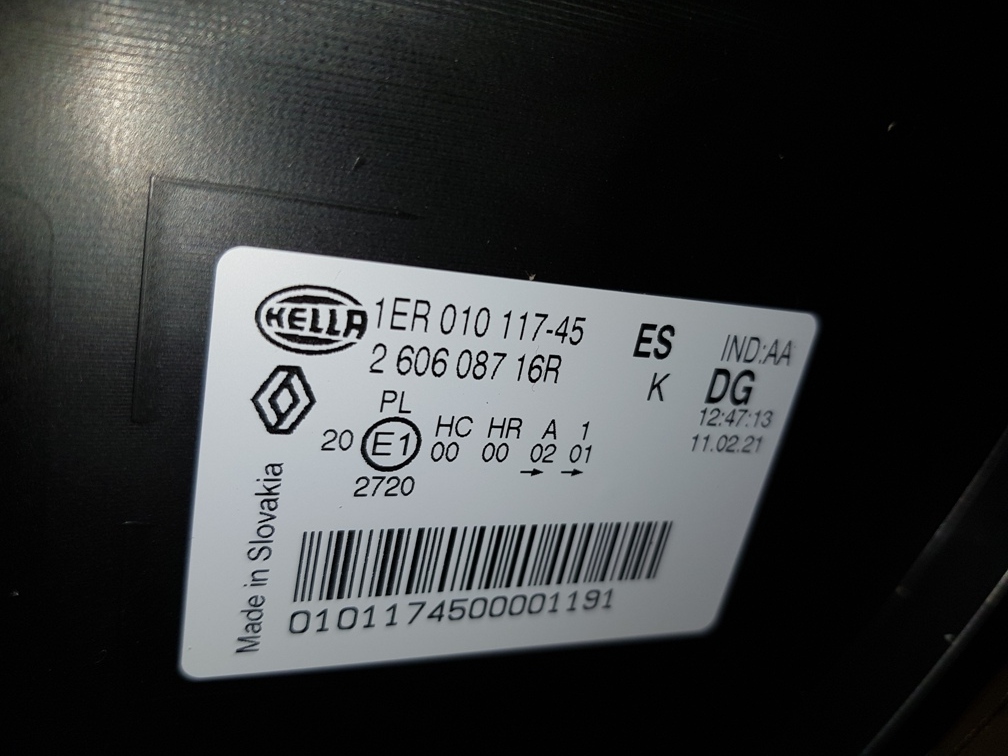 HELLA
1ER 010 117-45
2 606 087 16R
ES
K
IND:AA
DG
12:47:13
11.02.21
PL
20 E1 HC HR A 1
00 00 02 01
2720
Made in Slovakia
0101174500001191